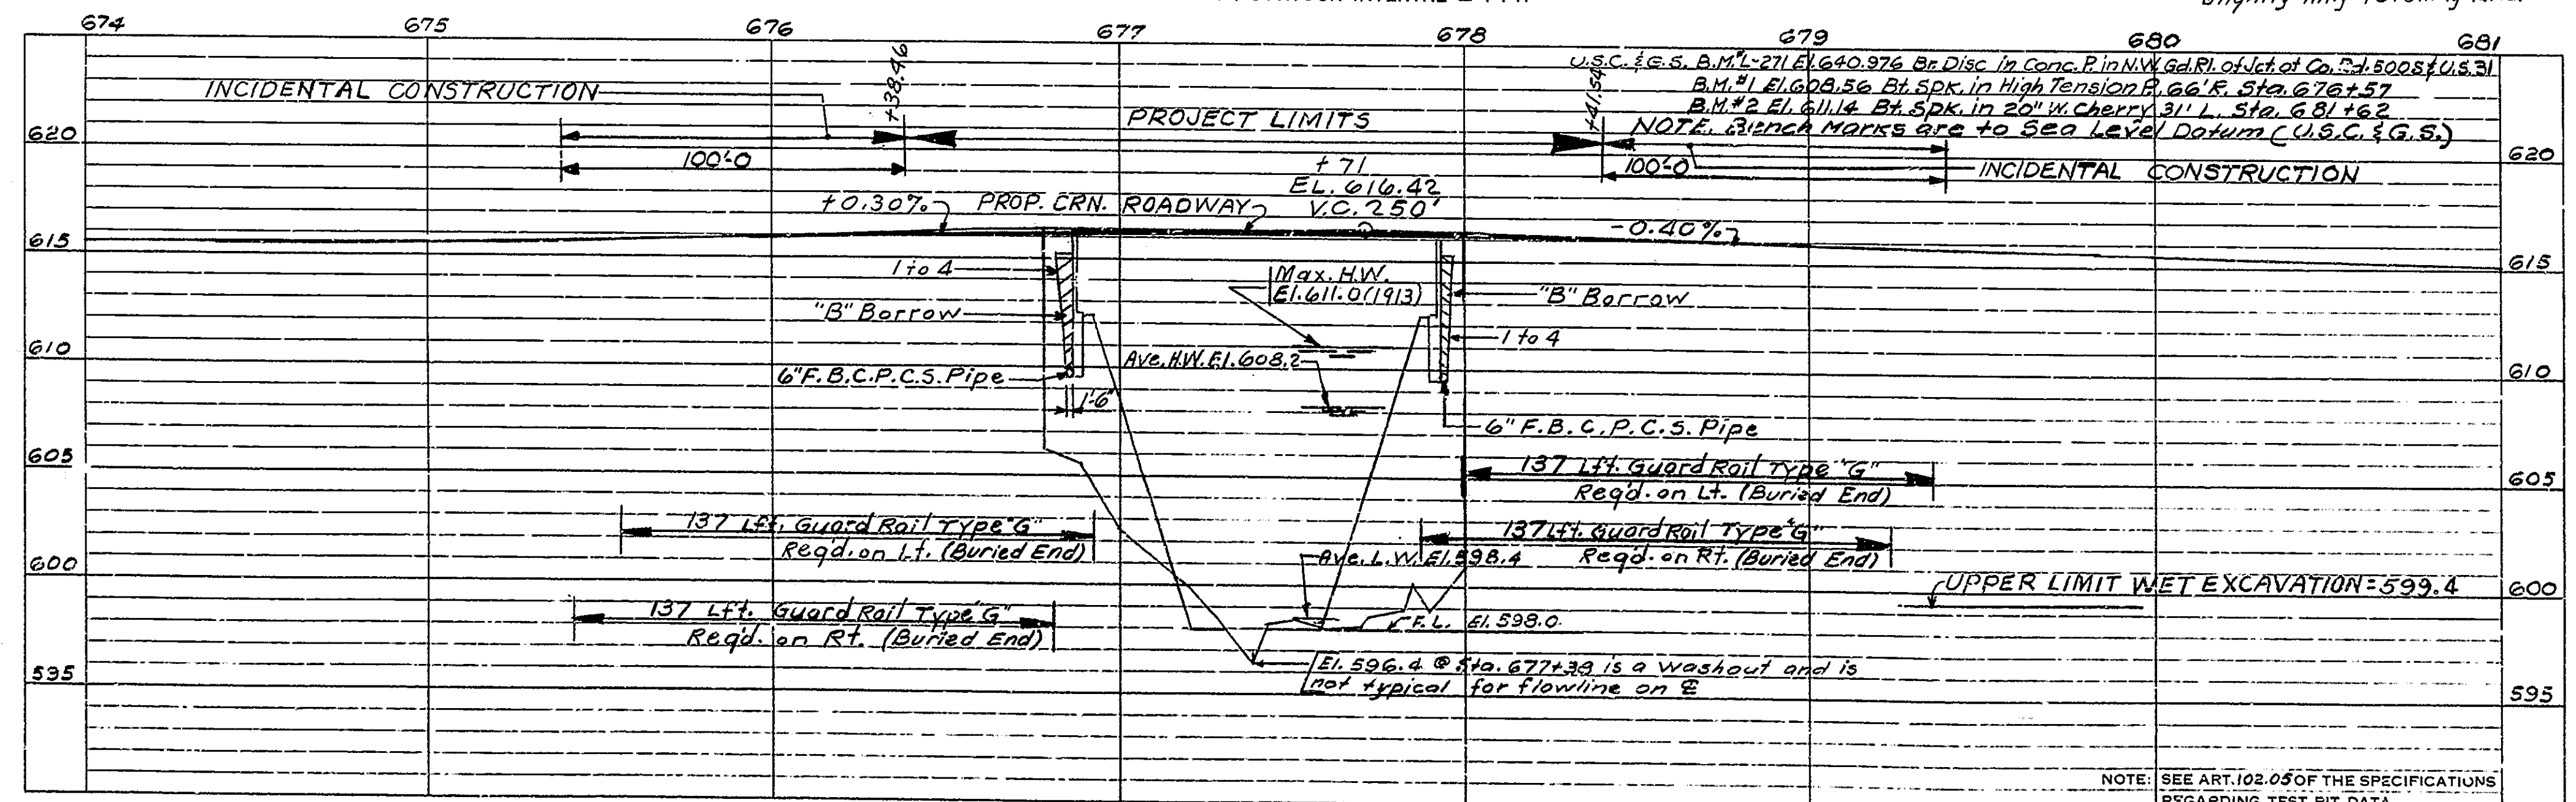 674 675 676 677 678 679 680 681
+38.46
+41.54
U.S.C. & G.S. B.M.#L-271 El.640.976 Br. Disc in Conc. P. in N.W. Gd.Rl. of Jct. of Co. Rd. 500S & U.S.31
B.M.#1 El.608.56 Bt. Spk. in High Tension P. 66' R. Sta. 676+57
B.M.#2 El.611.14 Bt. Spk. in 20" W. Cherry 31' L. Sta. 681+62
NOTE. Bench Marks are to Sea Level Datum (U.S.C. & G.S.)
INCIDENTAL CONSTRUCTION
PROJECT LIMITS
620
620
100'-0
100'-0
INCIDENTAL CONSTRUCTION
+71
EL. 616.42
V.C. 250'
+0.30%
PROP. CRN. ROADWAY
-0.40%
615
615
1 to 4
Max. H.W.
El.611.0(1913)
"B" Borrow
"B" Borrow
1 to 4
610
610
Ave. H.W. El.608.2
6" F.B.C.P.C.S. Pipe
1'-6"
6" F.B.C.P.C.S. Pipe
605
605
137 Lft. Guard Rail Type "G"
Req'd. on Lt. (Buried End)
137 Lft. Guard Rail Type "G"
Req'd. on Lt. (Buried End)
137 Lft. Guard Rail Type "G"
Req'd. on Rt. (Buried End)
Ave. L.W. El.598.4
600
600
UPPER LIMIT WET EXCAVATION=599.4
137 Lft. Guard Rail Type "G"
Req'd. on Rt. (Buried End)
F.L. El. 598.0
El. 596.4 @ Sta. 677+39 is a washout and is
not typical for flowline on ℄
595
595
NOTE: SEE ART. 102.05 OF THE SPECIFICATIONS
REGARDING TEST PIT DATA